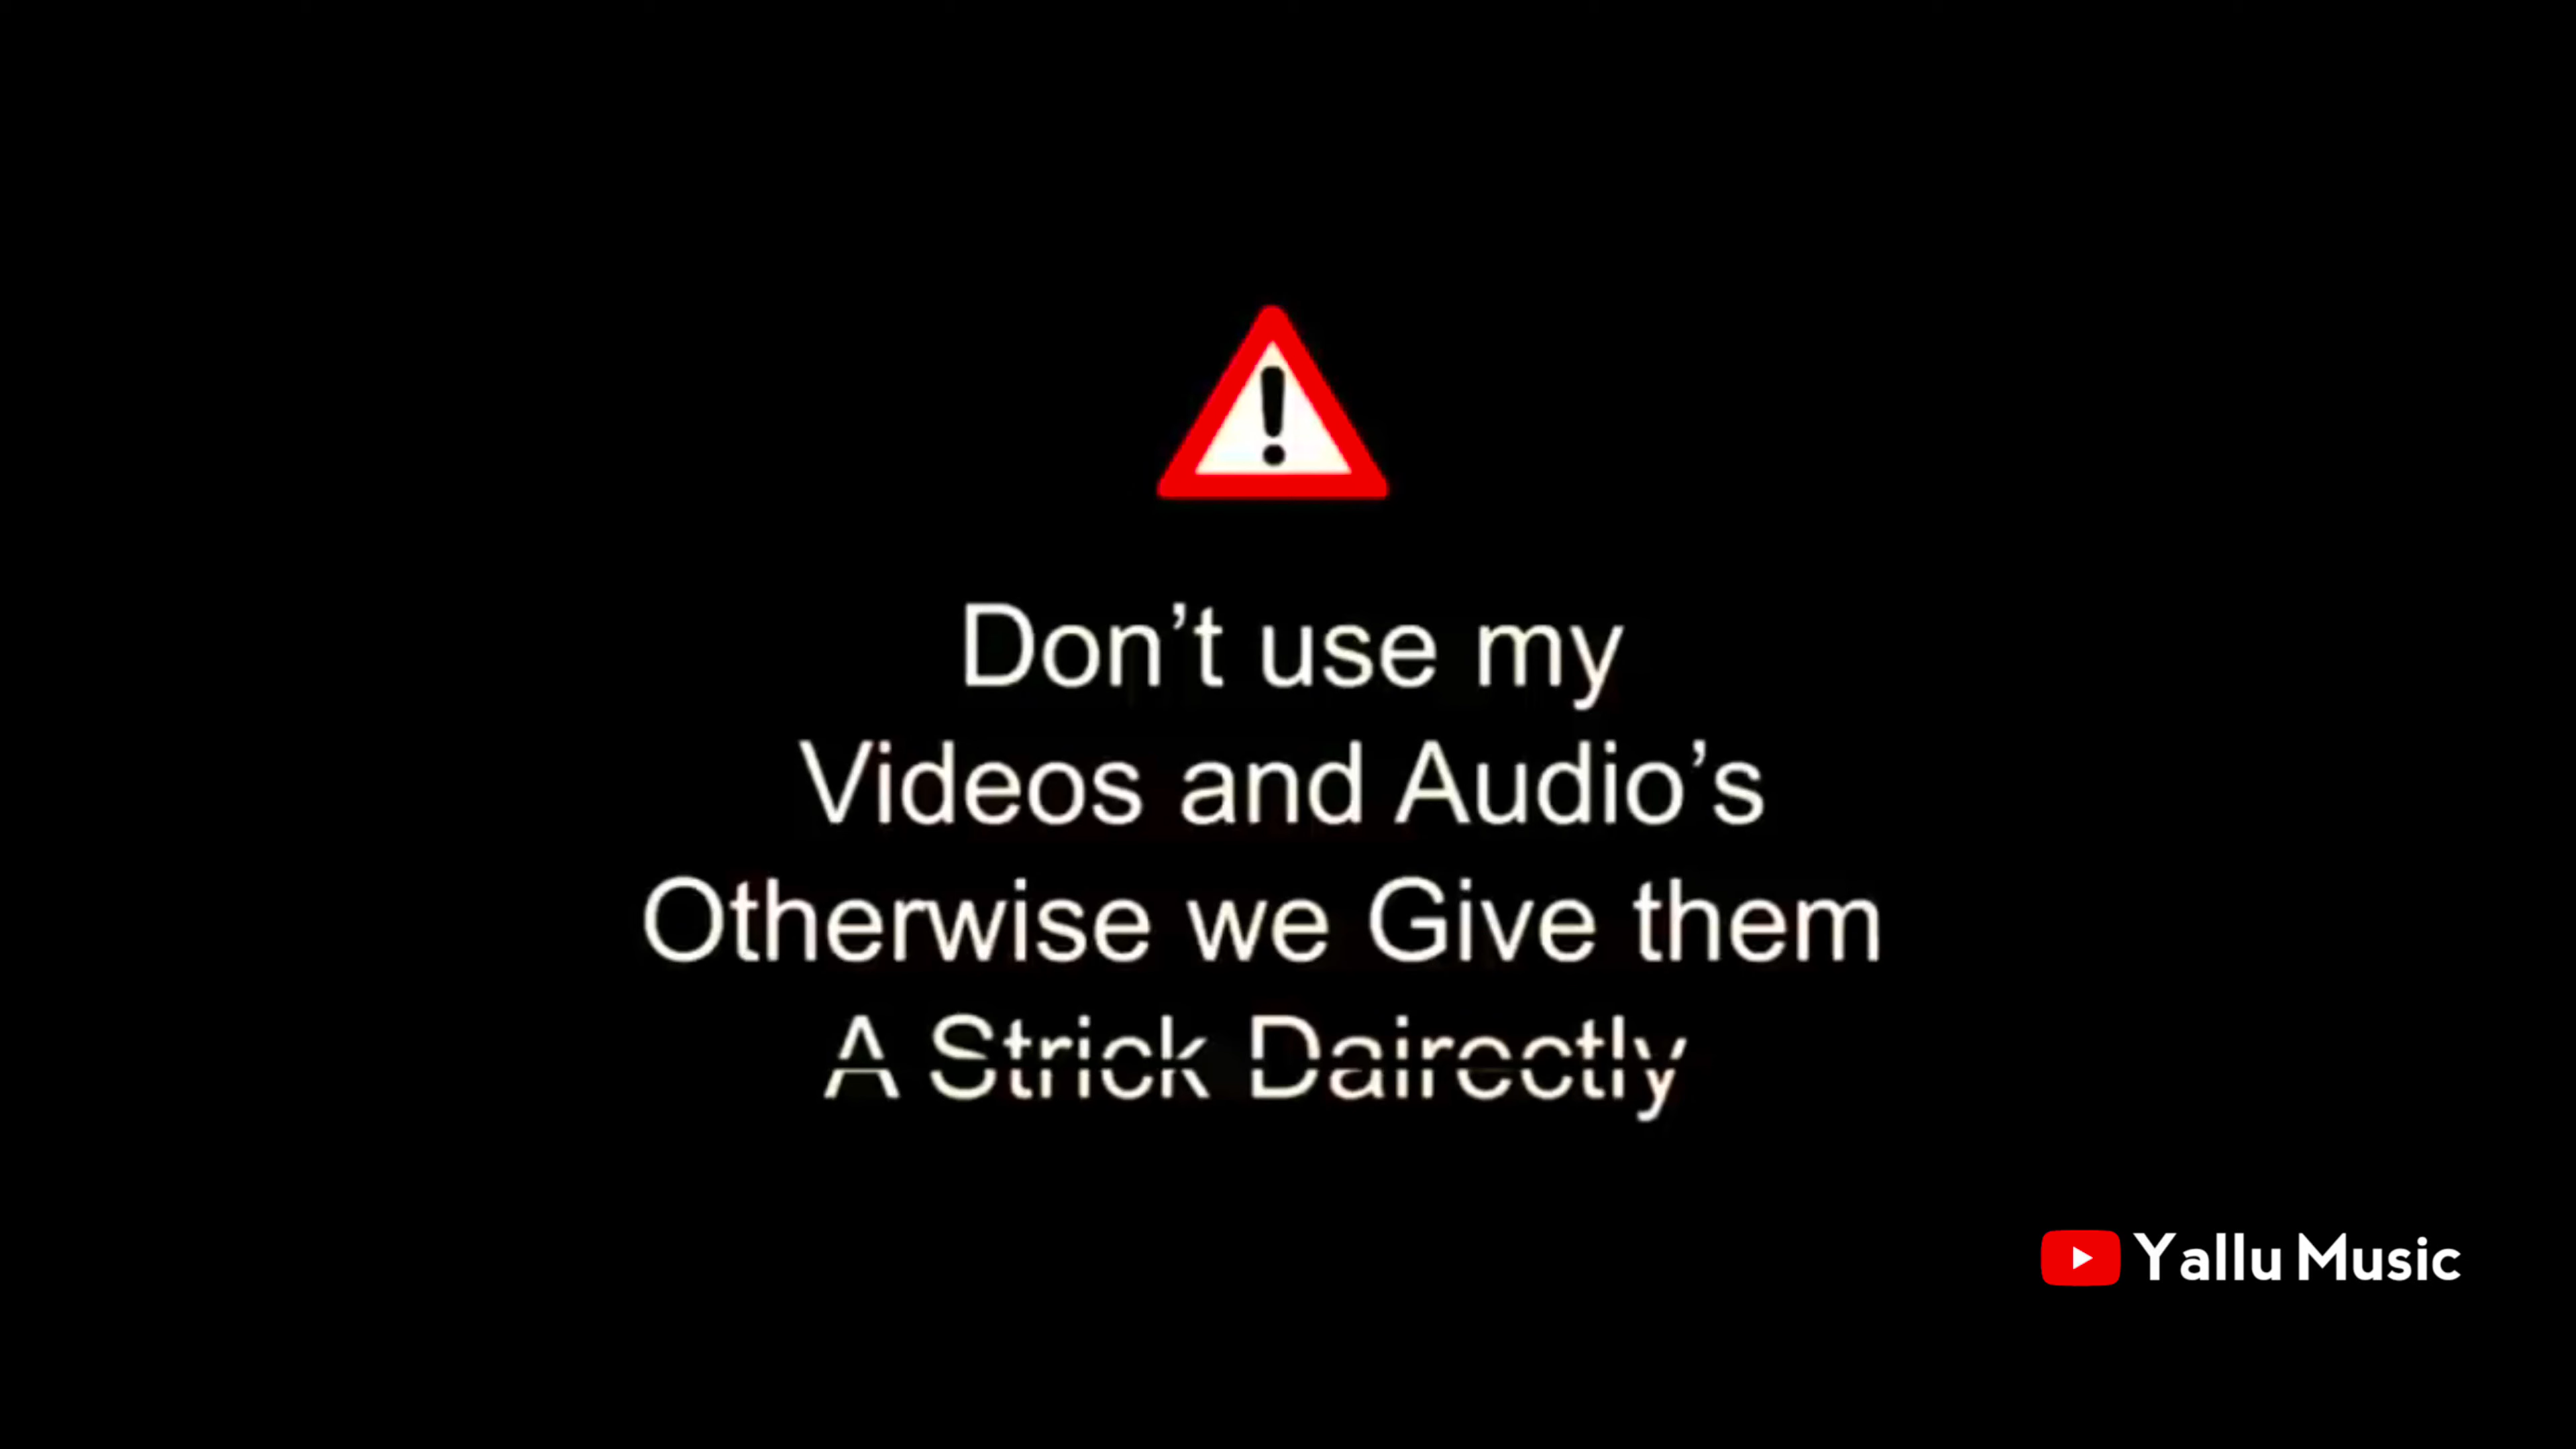 Don’t use my
Videos and Audio’s
Otherwise we Give them
A Strick Dairectly
Yallu Music